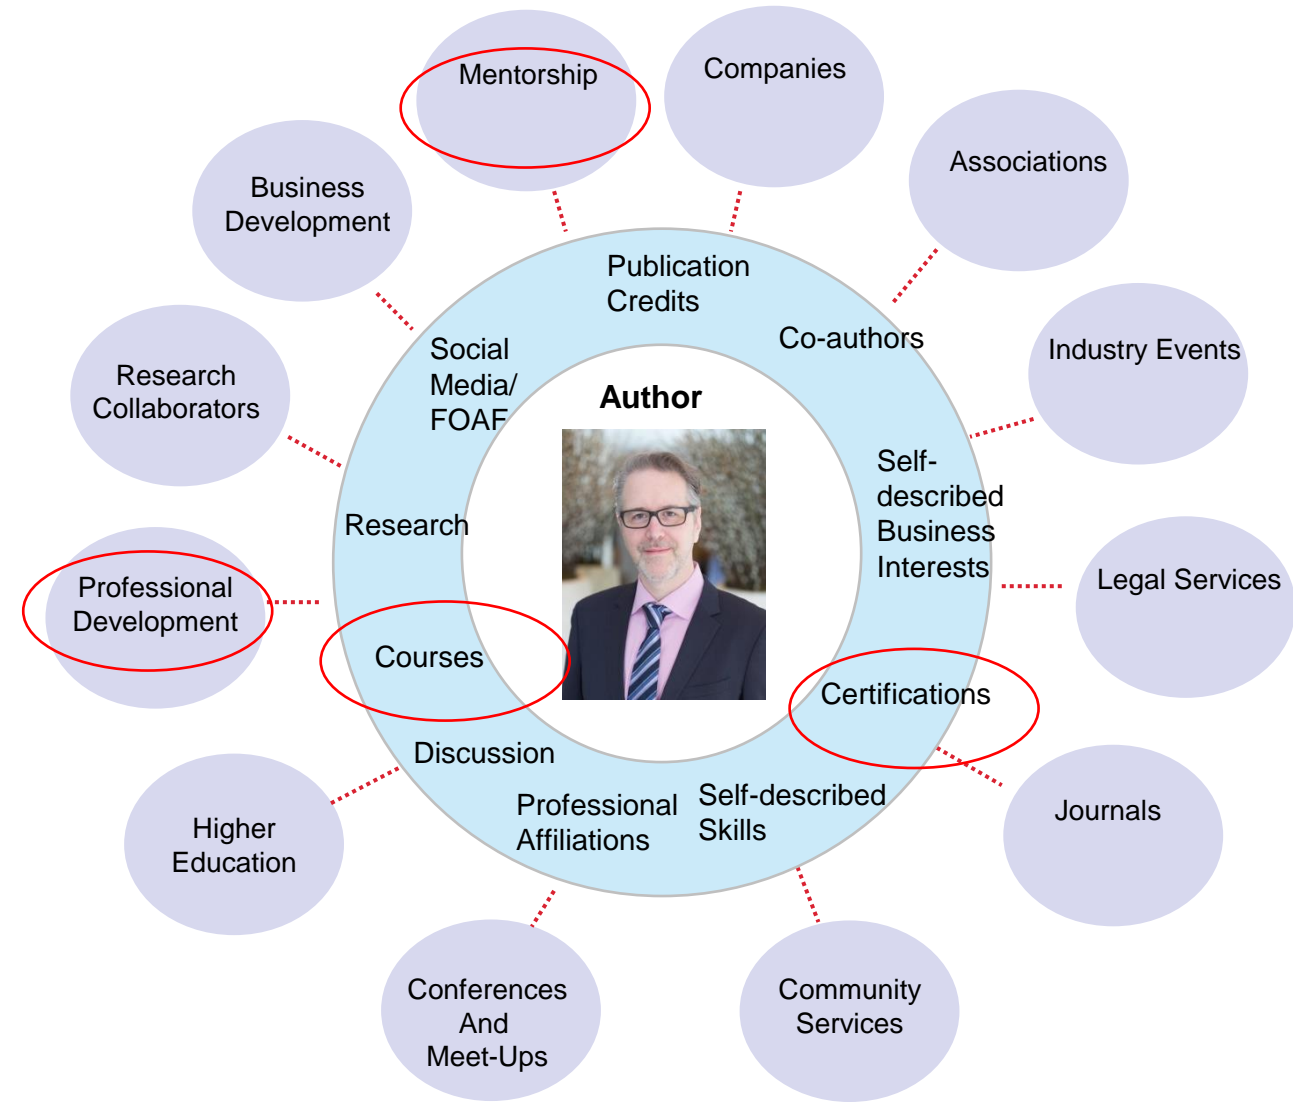 Mentorship
Companies
Associations
Business
Development
Industry Events
Research
Collaborators
Legal Services
Professional
Development
Journals
Higher
Education
Conferences
And
Meet-Ups
Community
Services
Publication
Credits
Co-authors
Social
Media/
FOAF
Self-
described
Business
Interests
Research
Courses
Certifications
Discussion
Professional
Affiliations
Self-described
Skills
Author